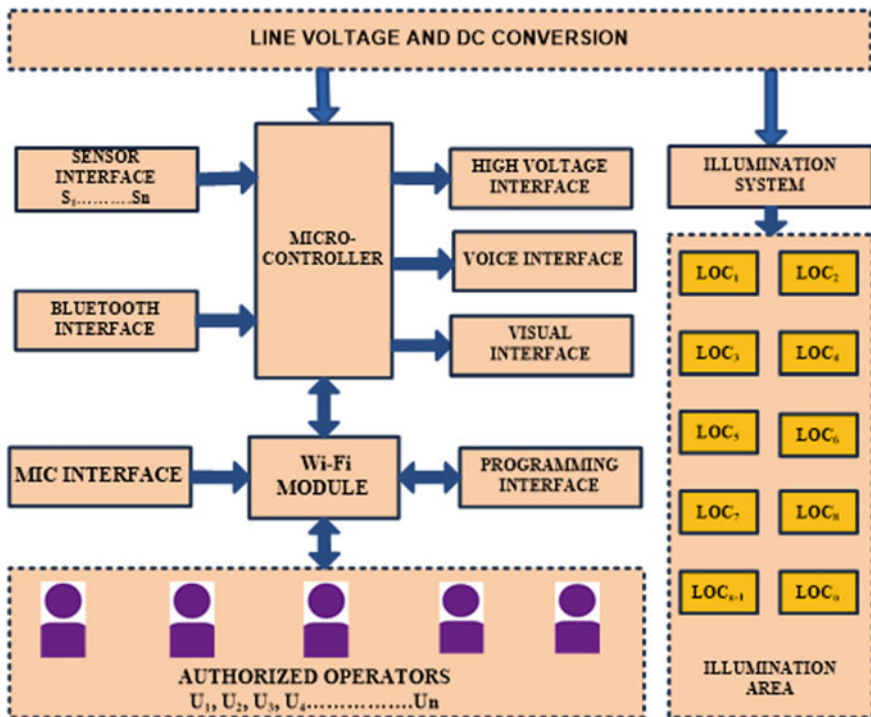 LINE VOLTAGE AND DC CONVERSION
SENSOR
INTERFACE
S₁..........Sn
BLUETOOTH
INTERFACE
MICRO-
CONTROLLER
HIGH VOLTAGE
INTERFACE
VOICE INTERFACE
VISUAL
INTERFACE
MIC INTERFACE
Wi-Fi
MODULE
PROGRAMMING
INTERFACE
AUTHORIZED OPERATORS
U₁, U₂, U₃, U₄................Un
ILLUMINATION
SYSTEM
LOC₁
LOC₂
LOC₃
LOC₄
LOC₅
LOC₆
LOC₇
LOC₈
LOCₙ₋₁
LOCₙ
ILLUMINATION
AREA